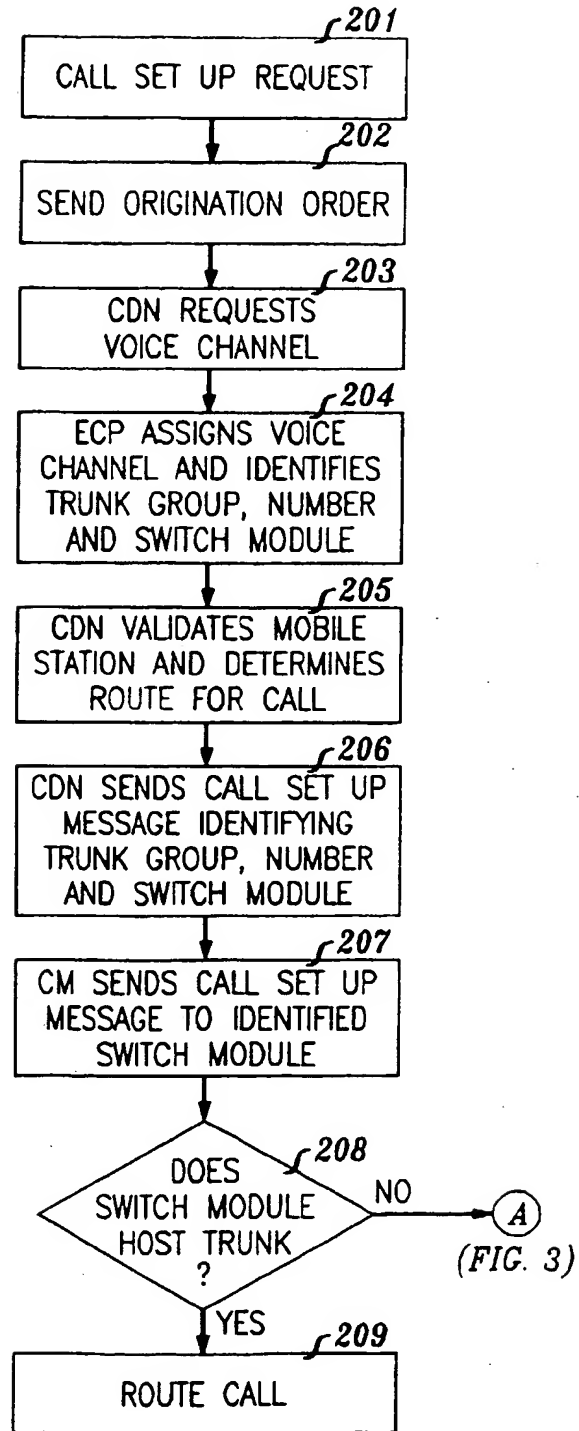 201
CALL SET UP REQUEST
202
SEND ORIGINATION ORDER
203
CDN REQUESTS
VOICE CHANNEL
204
ECP ASSIGNS VOICE
CHANNEL AND IDENTIFIES
TRUNK GROUP, NUMBER
AND SWITCH MODULE
205
CDN VALIDATES MOBILE
STATION AND DETERMINES
ROUTE FOR CALL
206
CDN SENDS CALL SET UP
MESSAGE IDENTIFYING
TRUNK GROUP, NUMBER
AND SWITCH MODULE
207
CM SENDS CALL SET UP
MESSAGE TO IDENTIFIED
SWITCH MODULE
208
DOES
SWITCH MODULE
HOST TRUNK
?
NO
A
(FIG. 3)
YES
209
ROUTE CALL